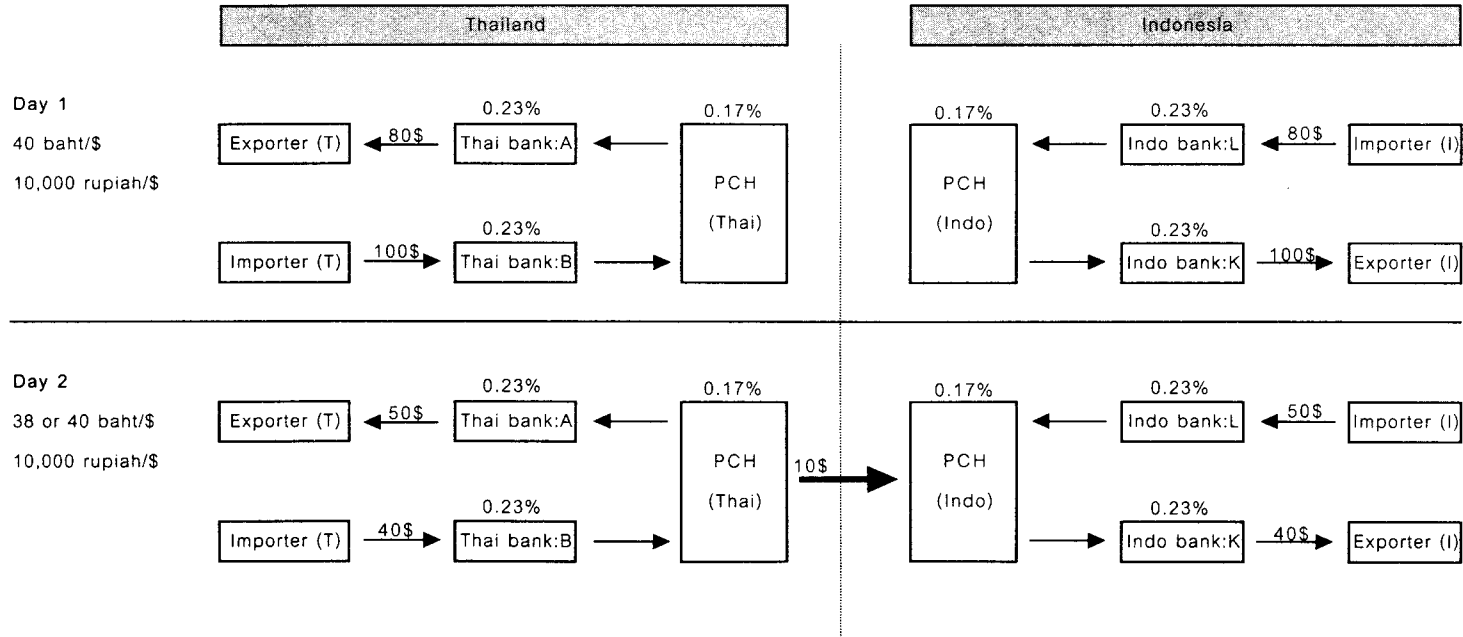 Thailand
Indonesia
Day 1
40 baht/$
10,000 rupiah/$
0.23%
0.17%
0.17%
0.23%
Exporter (T)
80$
Thai bank:A
Indo bank:L
80$
Importer (I)
PCH
(Thai)
PCH
(Indo)
0.23%
0.23%
Importer (T)
100$
Thai bank:B
Indo bank:K
100$
Exporter (I)
Day 2
38 or 40 baht/$
10,000 rupiah/$
0.23%
0.17%
0.17%
0.23%
Exporter (T)
50$
Thai bank:A
Indo bank:L
50$
Importer (I)
PCH
(Thai)
10$
PCH
(Indo)
0.23%
0.23%
Importer (T)
40$
Thai bank:B
Indo bank:K
40$
Exporter (I)